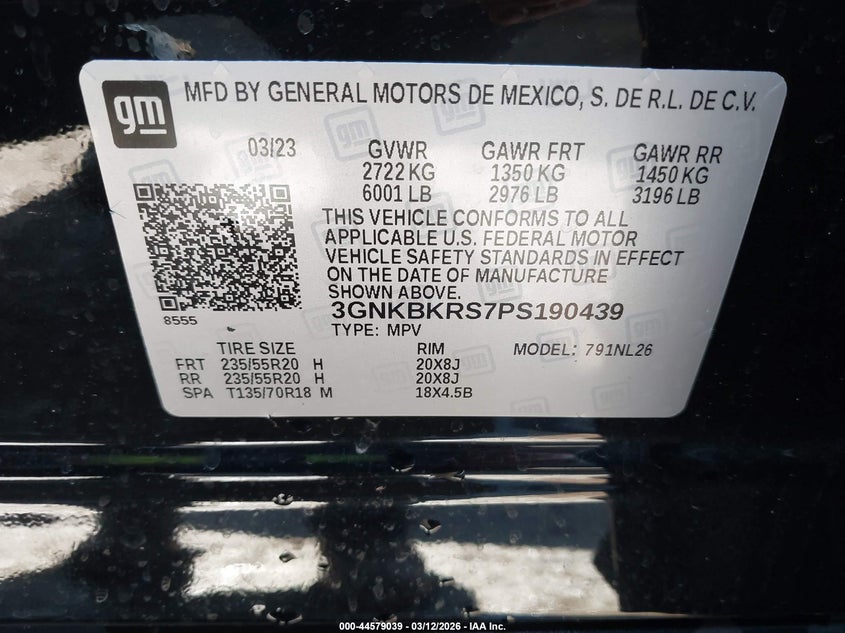 gm
MFD BY GENERAL MOTORS DE MEXICO, S. DE R.L. DE C.V.
03/23 GVWR GAWR FRT GAWR RR
2722 KG 1350 KG 1450 KG
6001 LB 2976 LB 3196 LB
THIS VEHICLE CONFORMS TO ALL
APPLICABLE U.S. FEDERAL MOTOR
VEHICLE SAFETY STANDARDS IN EFFECT
ON THE DATE OF MANUFACTURE
SHOWN ABOVE.
8555
3GNKBKRS7PS190439
TYPE: MPV
TIRE SIZE RIM MODEL: 791NL26
FRT 235/55R20 H 20X8J
RR 235/55R20 H 20X8J
SPA T135/70R18 M 18X4.5B
000-44579039 - 03/12/2026 - IAA Inc.